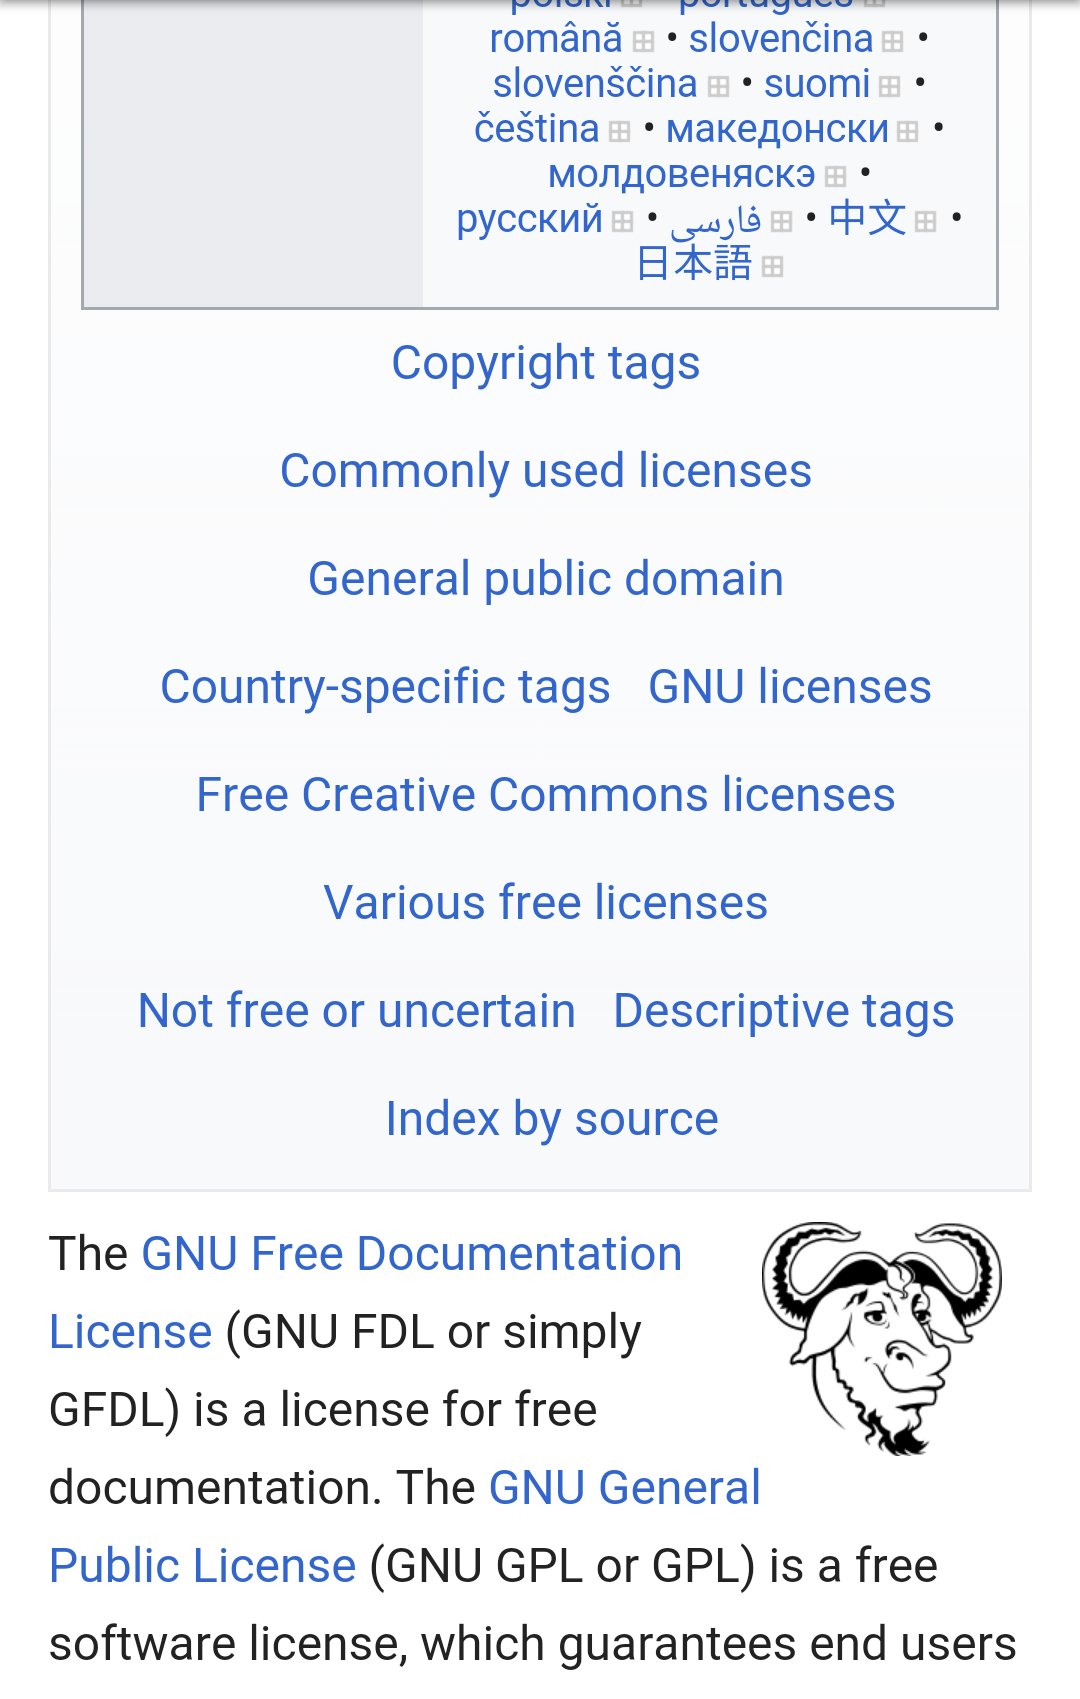 polski • português
română • slovenčina •
slovenščina • suomi •
čeština • македонски •
молдовеняскэ •
русский • فارسی • 中文 •
日本語
Copyright tags
Commonly used licenses
General public domain
Country-specific tags GNU licenses
Free Creative Commons licenses
Various free licenses
Not free or uncertain Descriptive tags
Index by source
The GNU Free Documentation
License (GNU FDL or simply
GFDL) is a license for free
documentation. The GNU General
Public License (GNU GPL or GPL) is a free
software license, which guarantees end users